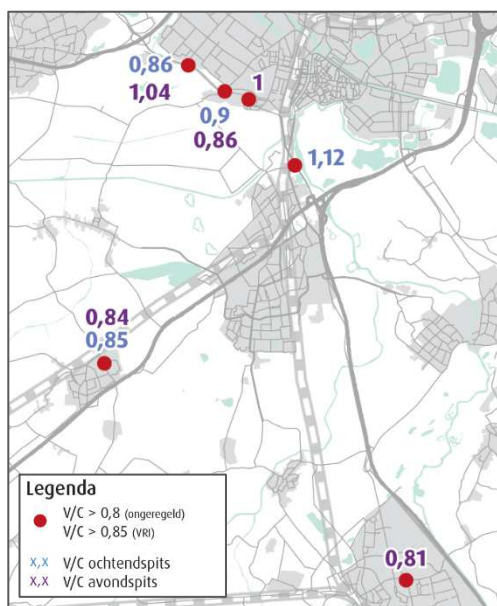 0,86
1,04
1
0,9
0,86
1,12
0,84
0,85
0,81
Legenda
V/C > 0,8 (ongeregeld)
V/C > 0,85 (VRI)
x,x V/C ochtendspits
x,x V/C avondspits